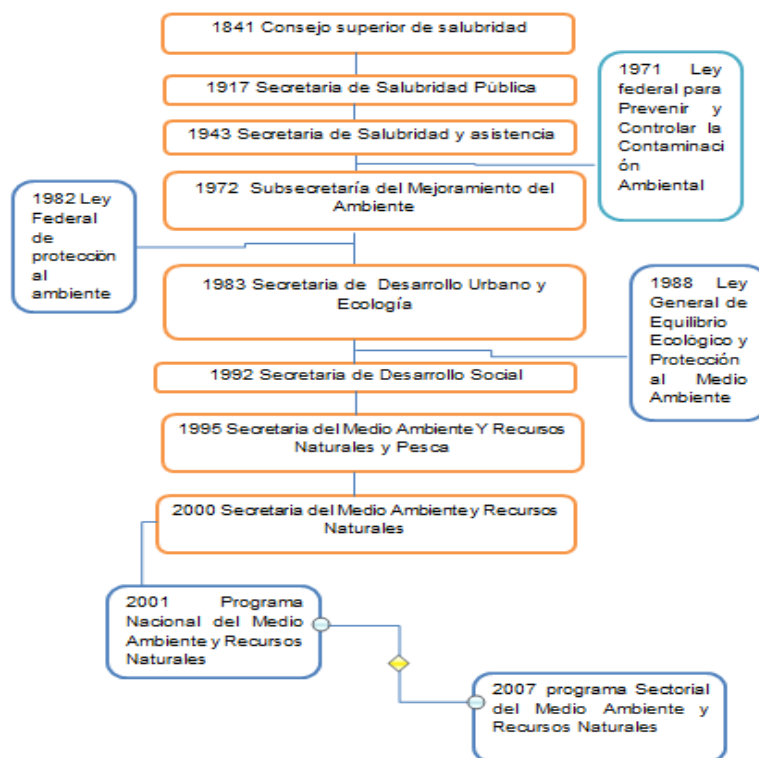 1841 Consejo superior de salubridad
1917 Secretaria de Salubridad Pública
1943 Secretaria de Salubridad y asistencia
1971 Ley
federal para
Prevenir y
Controlar la
Contaminaci
ón
Ambiental
1972 Subsecretaría del Mejoramiento del
Ambiente
1982 Ley
Federal
de
protección
al
ambiente
1983 Secretaria de Desarrollo Urbano y
Ecología
1988 Ley
General de
Equilibrio
Ecológico y
Protección
al Medio
Ambiente
1992 Secretaria de Desarrollo Social
1995 Secretaria del Medio Ambiente Y Recursos
Naturales y Pesca
2000 Secretaria del Medio Ambiente y Recursos
Naturales
2001 Programa
Nacional del Medio
Ambiente y Recursos
Naturales
2007 programa Sectorial
del Medio Ambiente y
Recursos Naturales